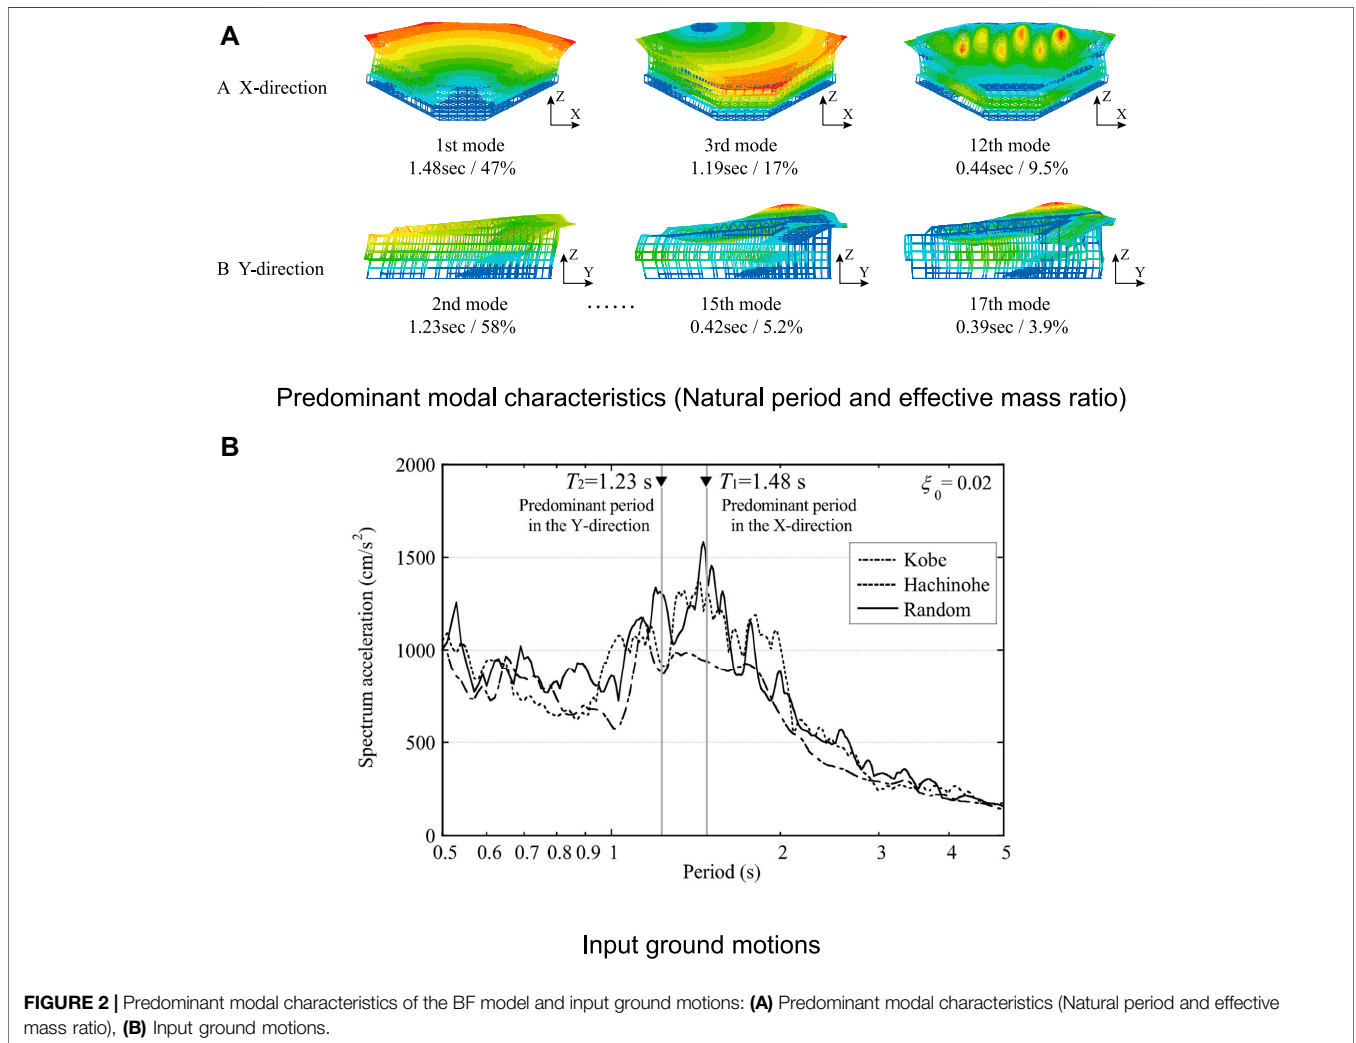 A
A X-direction
Z
X
Z
X
Z
X
1st mode
1.48sec / 47%
3rd mode
1.19sec / 17%
12th mode
0.44sec / 9.5%
B Y-direction
Z
Y
Z
Y
Z
Y
2nd mode
1.23sec / 58%
......
15th mode
0.42sec / 5.2%
17th mode
0.39sec / 3.9%
Predominant modal characteristics (Natural period and effective mass ratio)
B
2000
1500
1000
500
0
Spectrum acceleration (cm/s²)
T₂=1.23 s
Predominant period
in the Y-direction
T₁=1.48 s
Predominant period
in the X-direction
ξ₀ = 0.02
Kobe
Hachinohe
Random
0.5 0.6 0.7 0.8 0.9 1 2 3 4 5
Period (s)
Input ground motions
FIGURE 2 | Predominant modal characteristics of the BF model and input ground motions: (A) Predominant modal characteristics (Natural period and effective
mass ratio), (B) Input ground motions.